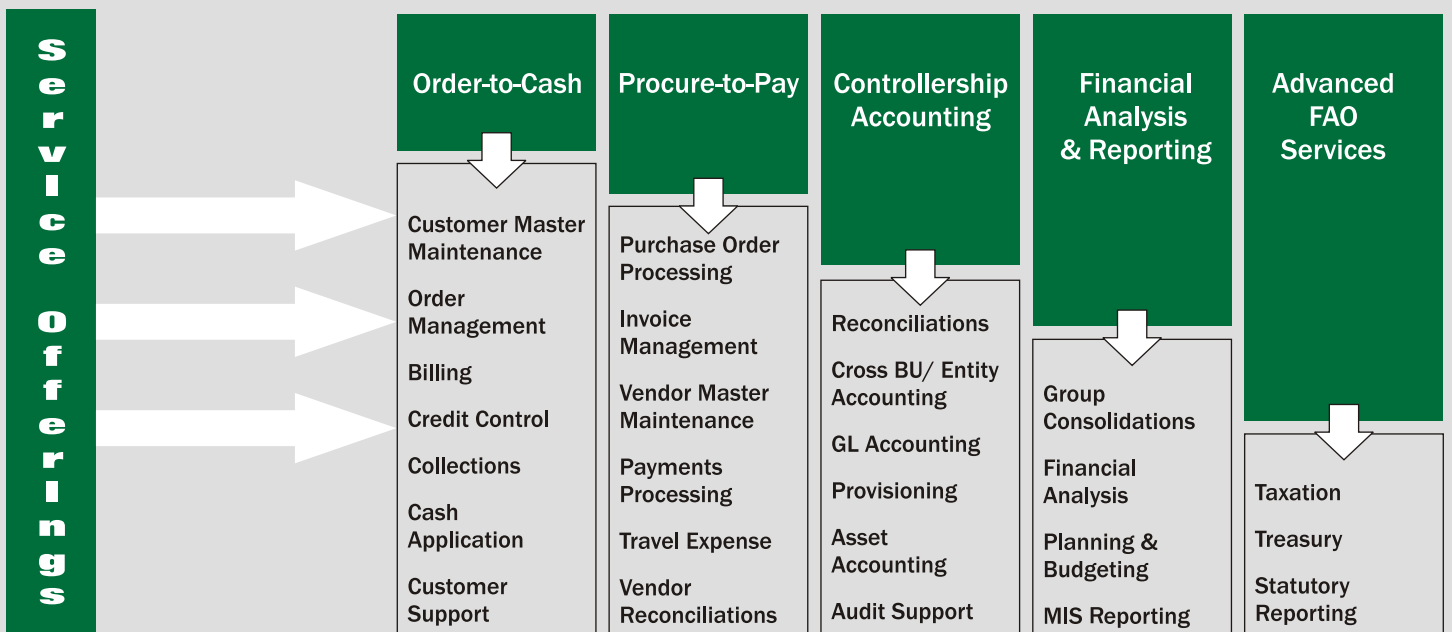 Service Offerings
Order-to-Cash
Customer Master
Maintenance
Order
Management
Billing
Credit Control
Collections
Cash
Application
Customer
Support
Procure-to-Pay
Purchase Order
Processing
Invoice
Management
Vendor Master
Maintenance
Payments
Processing
Travel Expense
Vendor
Reconciliations
Controllership
Accounting
Reconciliations
Cross BU/ Entity
Accounting
GL Accounting
Provisioning
Asset
Accounting
Audit Support
Financial
Analysis
& Reporting
Group
Consolidations
Financial
Analysis
Planning &
Budgeting
MIS Reporting
Advanced
FAO
Services
Taxation
Treasury
Statutory
Reporting